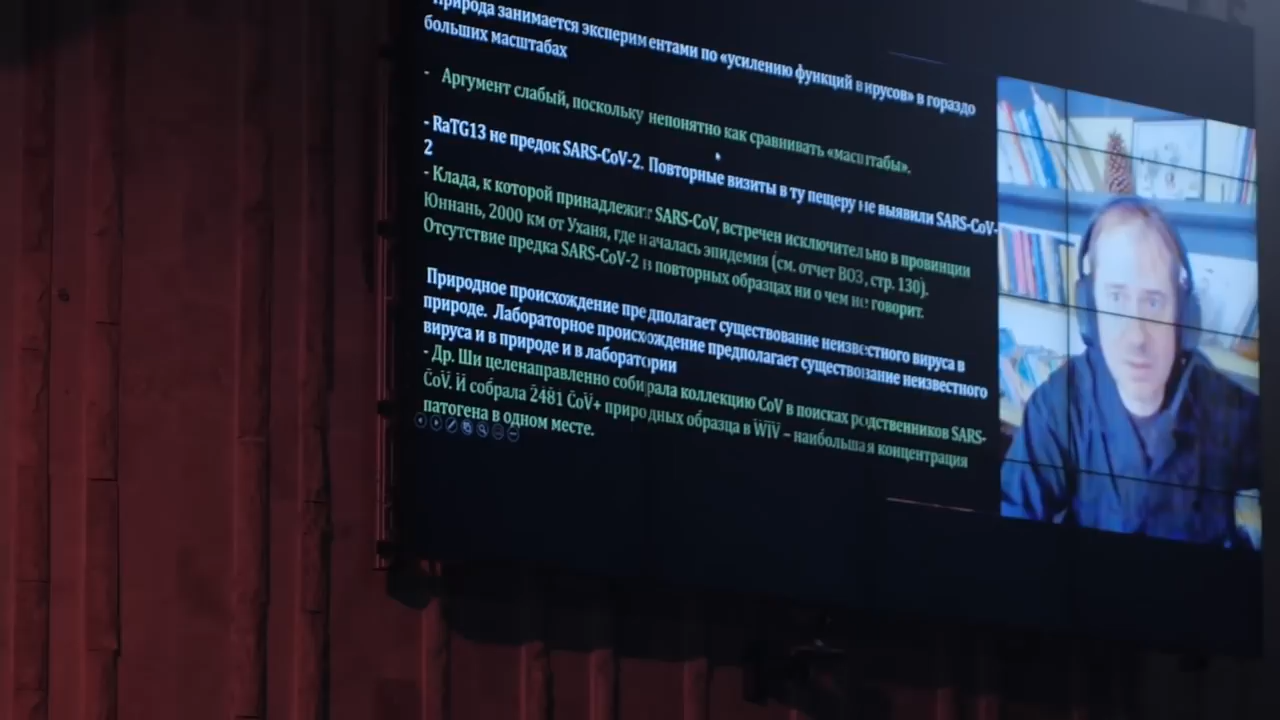 Природа занимается экспериментами по «усилению функций вирусов» в гораздо
больших масштабах
- Аргумент слабый, поскольку непонятно как сравнивать «масштабы».
- RaTG13 не предок SARS-CoV-2. Повторные визиты в ту пещеру не выявили SARS-CoV-
2
- Клада, к которой принадлежит SARS-CoV, встречен исключительно в провинции
Юннань, 2000 км от Уханя, где началась эпидемия (см. отчет ВОЗ, стр. 130).
Отсутствие предка SARS-CoV-2 в повторных образцах ни о чем не говорит.
Природное происхождение предполагает существование неизвестного вируса в
природе. Лабораторное происхождение предполагает существование неизвестного
вируса и в природе и в лаборатории
- Др. Ши целенаправленно собирала коллекцию CoV в поисках родственников SARS-
CoV. И собрала 2481 CoV+ природных образца в WIV – наибольшая концентрация
патогена в одном месте.